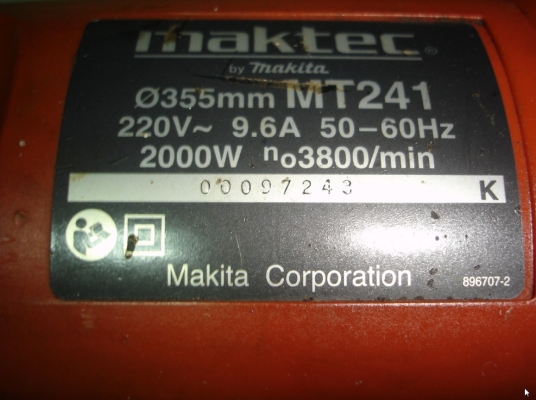 maktec®
by makita
Ø355mm MT241
220V~ 9.6A 50-60Hz
2000W no3800/min
00097243 K
Makita Corporation
896707-2